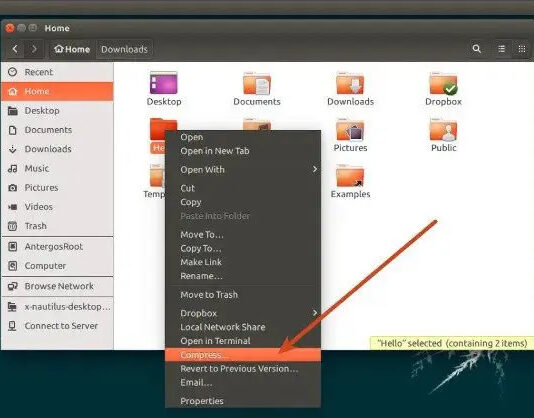 Home
Home
Downloads
Recent
Home
Desktop
Documents
Downloads
Music
Pictures
Videos
Trash
AntergosRoot
Computer
Browse Network
x-nautilus-desktop...
Connect to Server
Desktop
Documents
Downloads
Dropbox
He
Pictures
Public
Temp
Examples
Open
Open in New Tab
Open With
Cut
Copy
Paste Into Folder
Move To...
Copy To...
Make Link
Rename...
Move to Trash
Dropbox
Local Network Share
Open in Terminal
Compress...
Revert to Previous Version...
Email...
Properties
"Hello" selected (containing 2 items)